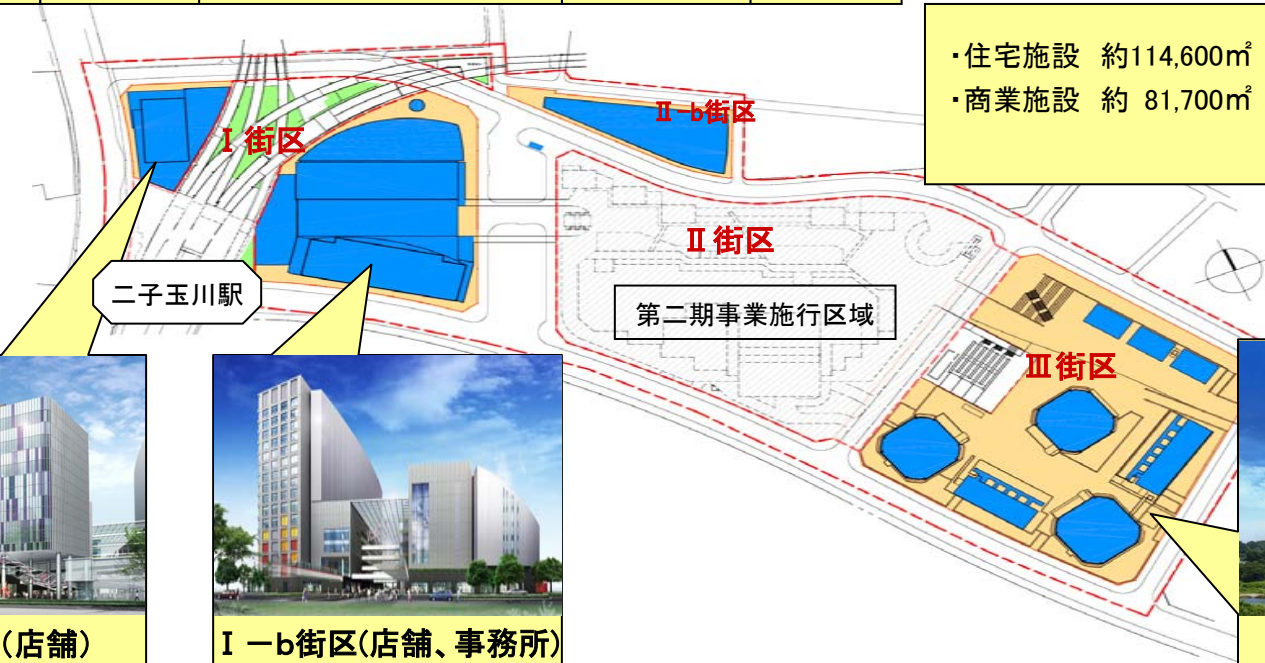 ・住宅施設 約114,600㎡
・商業施設 約 81,700㎡
Ⅱ-b街区
Ⅰ街区
Ⅱ街区
二子玉川駅
第二期事業施行区域
Ⅲ街区
(店舗)
Ⅰ-b街区(店舗、事務所)